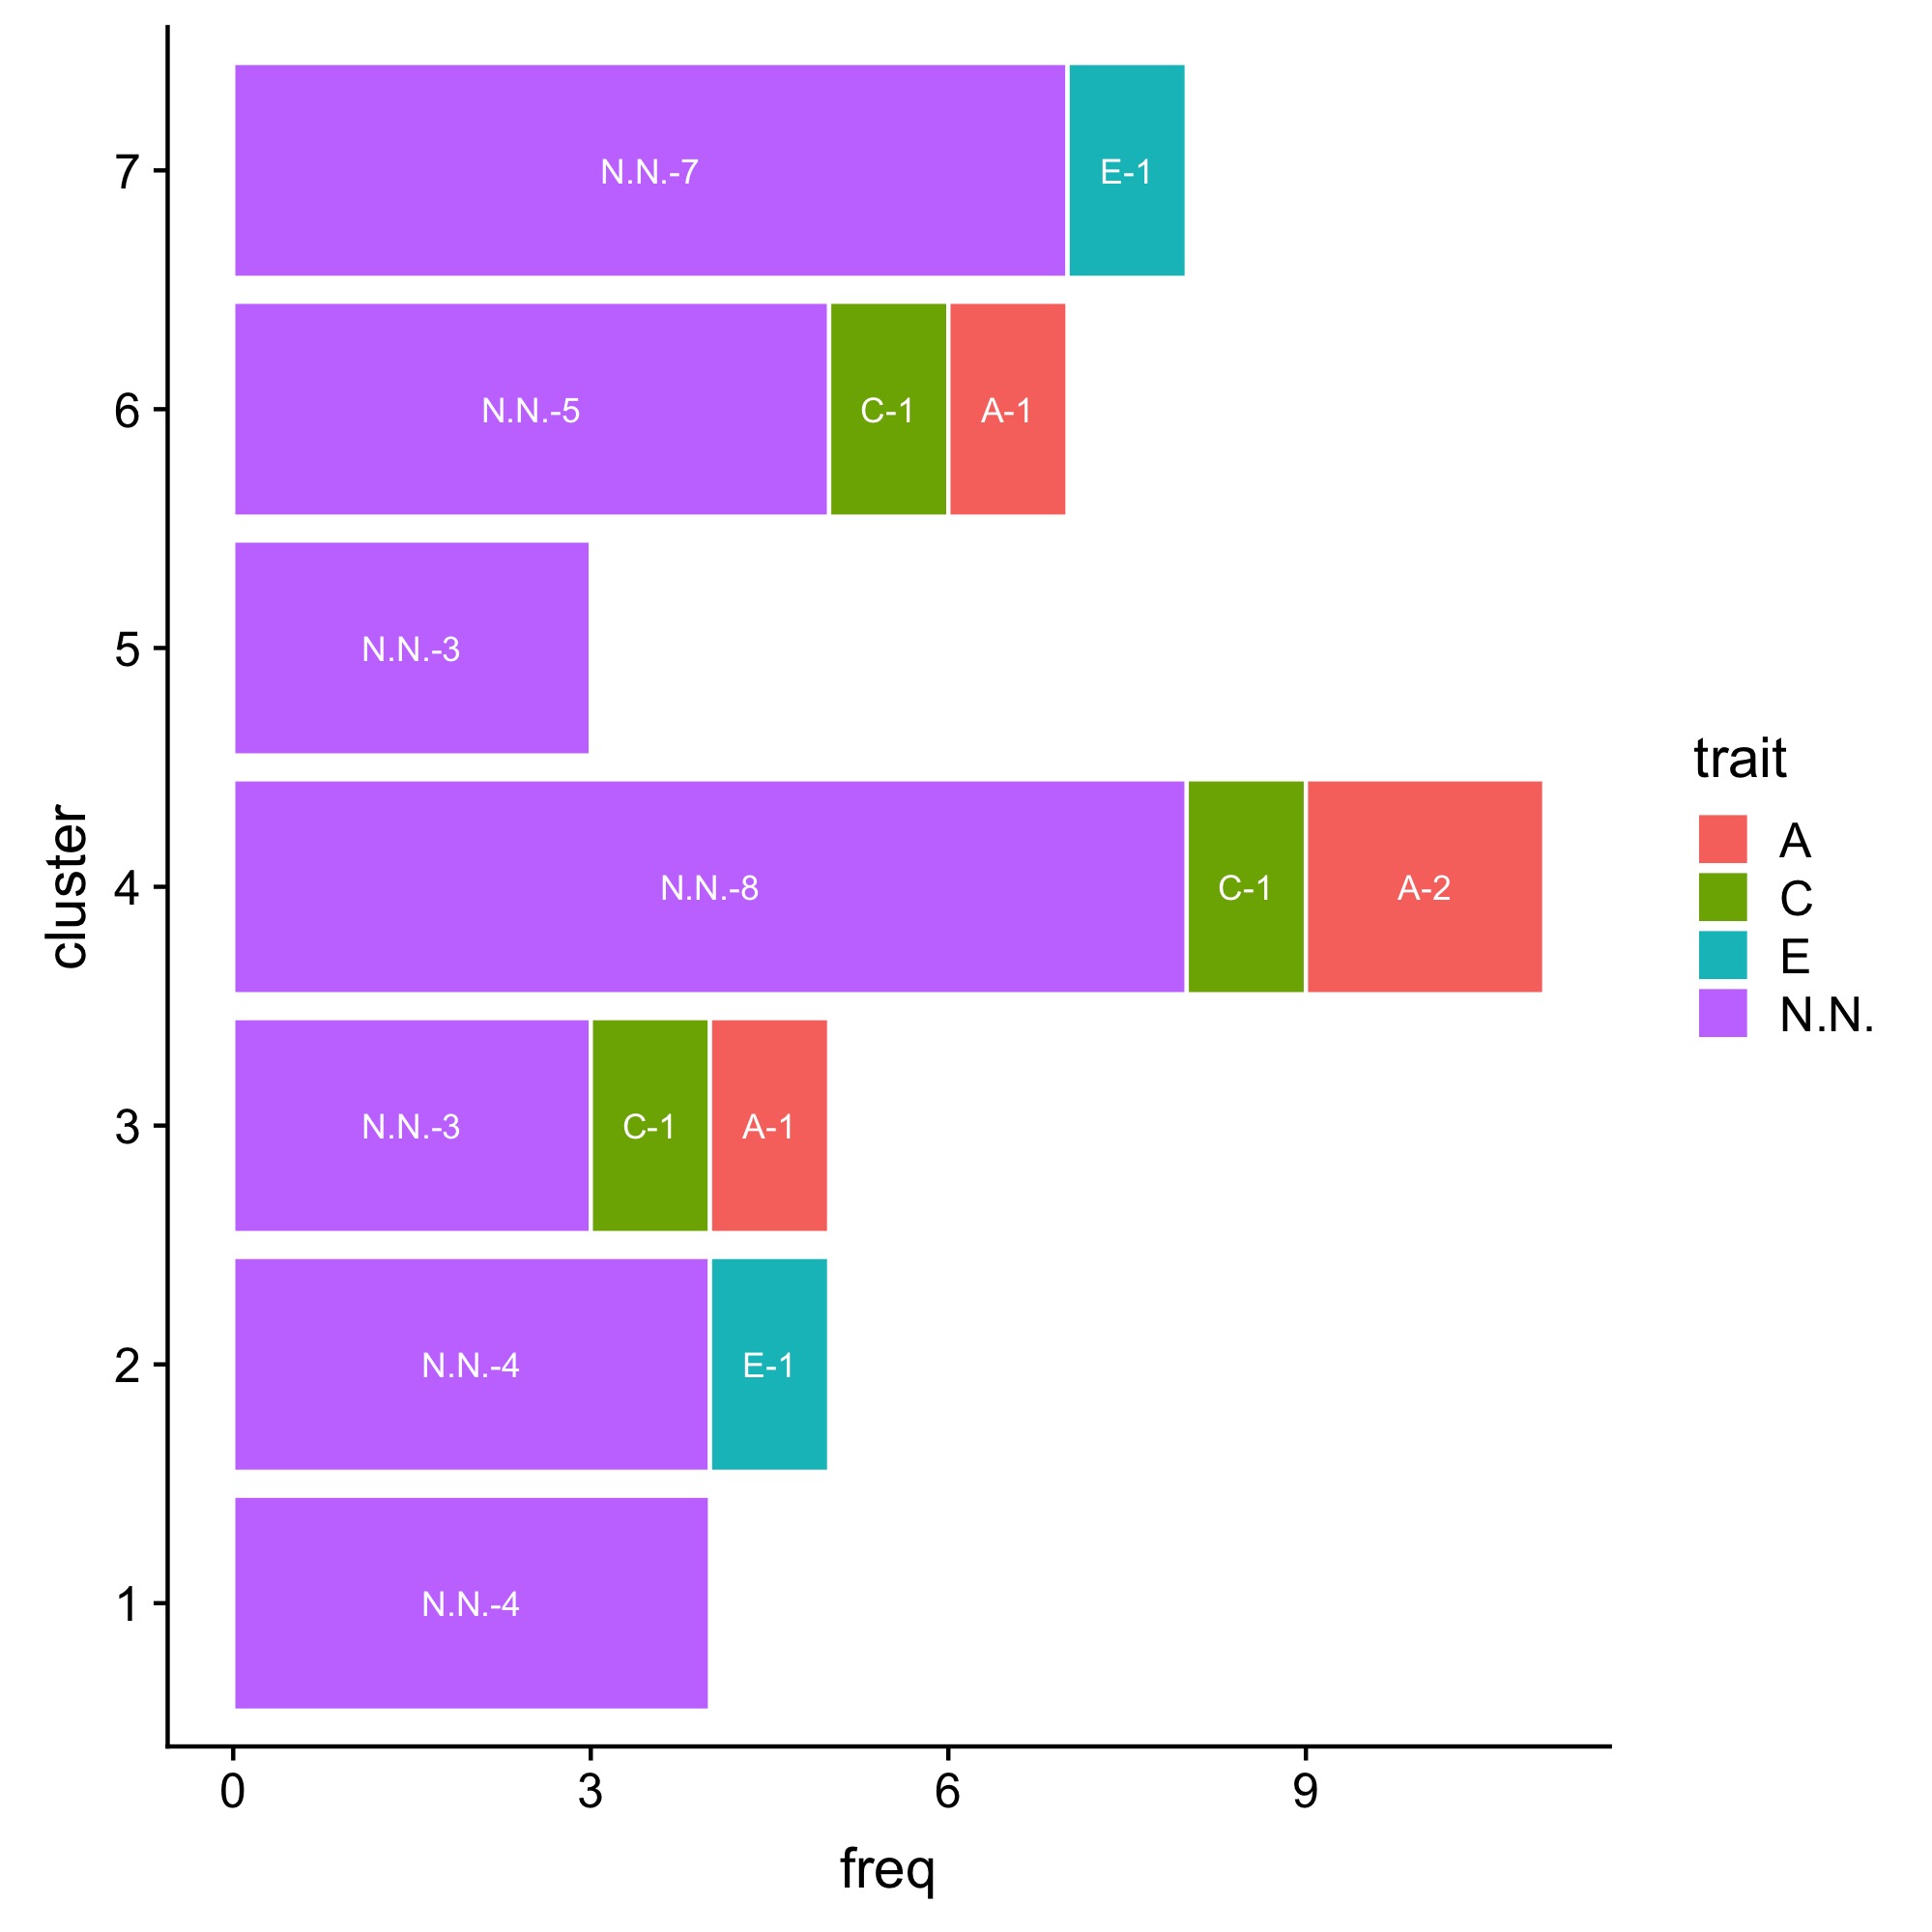 7
N.N.-7 E-1
6
N.N.-5 C-1 A-1
5
N.N.-3
4
N.N.-8 C-1 A-2
3
N.N.-3 C-1 A-1
2
N.N.-4 E-1
1
N.N.-4
cluster
0 3 6 9
freq
trait
A
C
E
N.N.